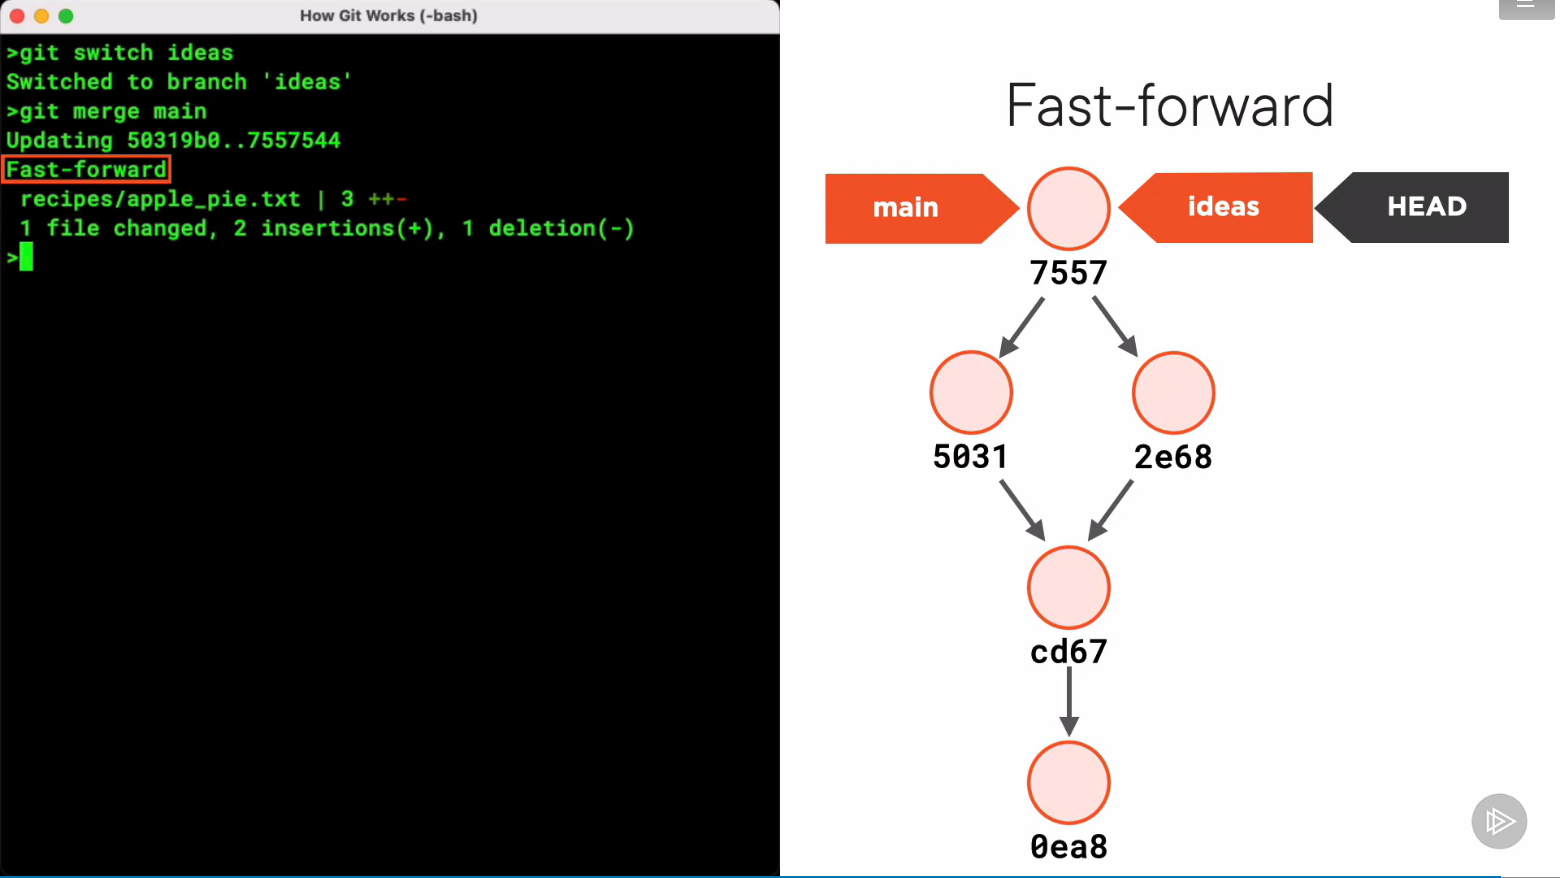 How Git Works (-bash)
>git switch ideas
Switched to branch 'ideas'
>git merge main
Updating 50319b0..7557544
Fast-forward
 recipes/apple_pie.txt | 3 ++-
 1 file changed, 2 insertions(+), 1 deletion(-)
>
Fast-forward
main
ideas
HEAD
7557
5031
2e68
cd67
0ea8